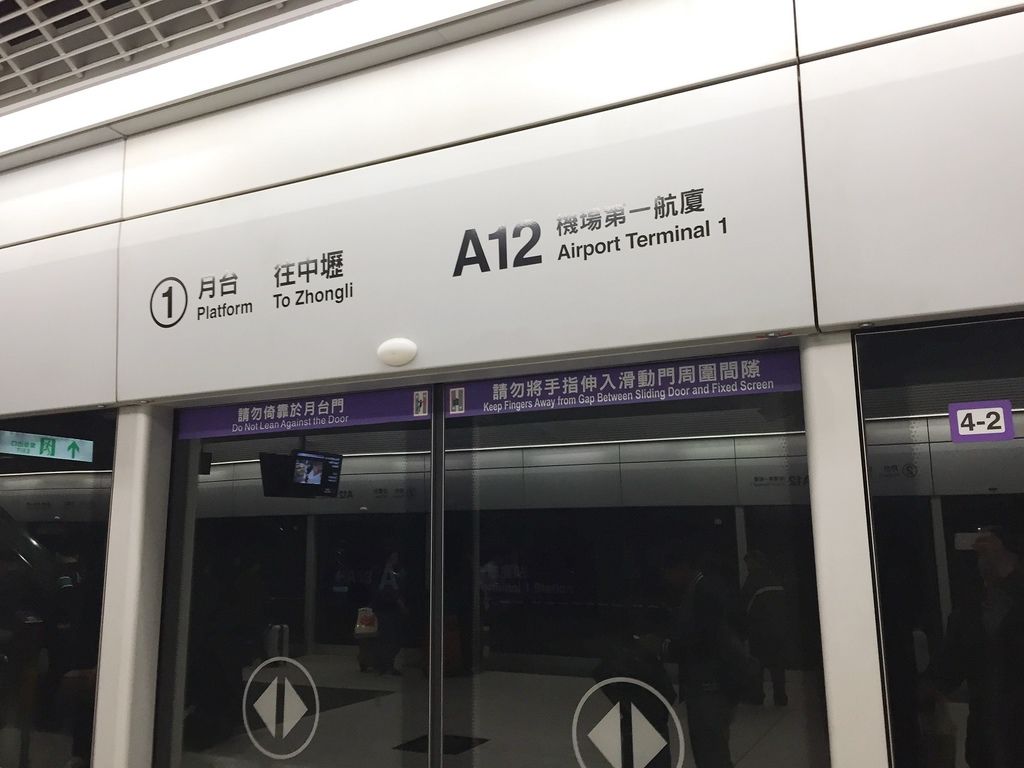 1
月台
Platform
往中壢
To Zhongli
A12
機場第一航廈
Airport Terminal 1
請勿倚靠於月台門
Do Not Lean Against the Door
請勿將手指伸入滑動門周圍間隙
Keep Fingers Away from Gap Between Sliding Door and Fixed Screen
4-2